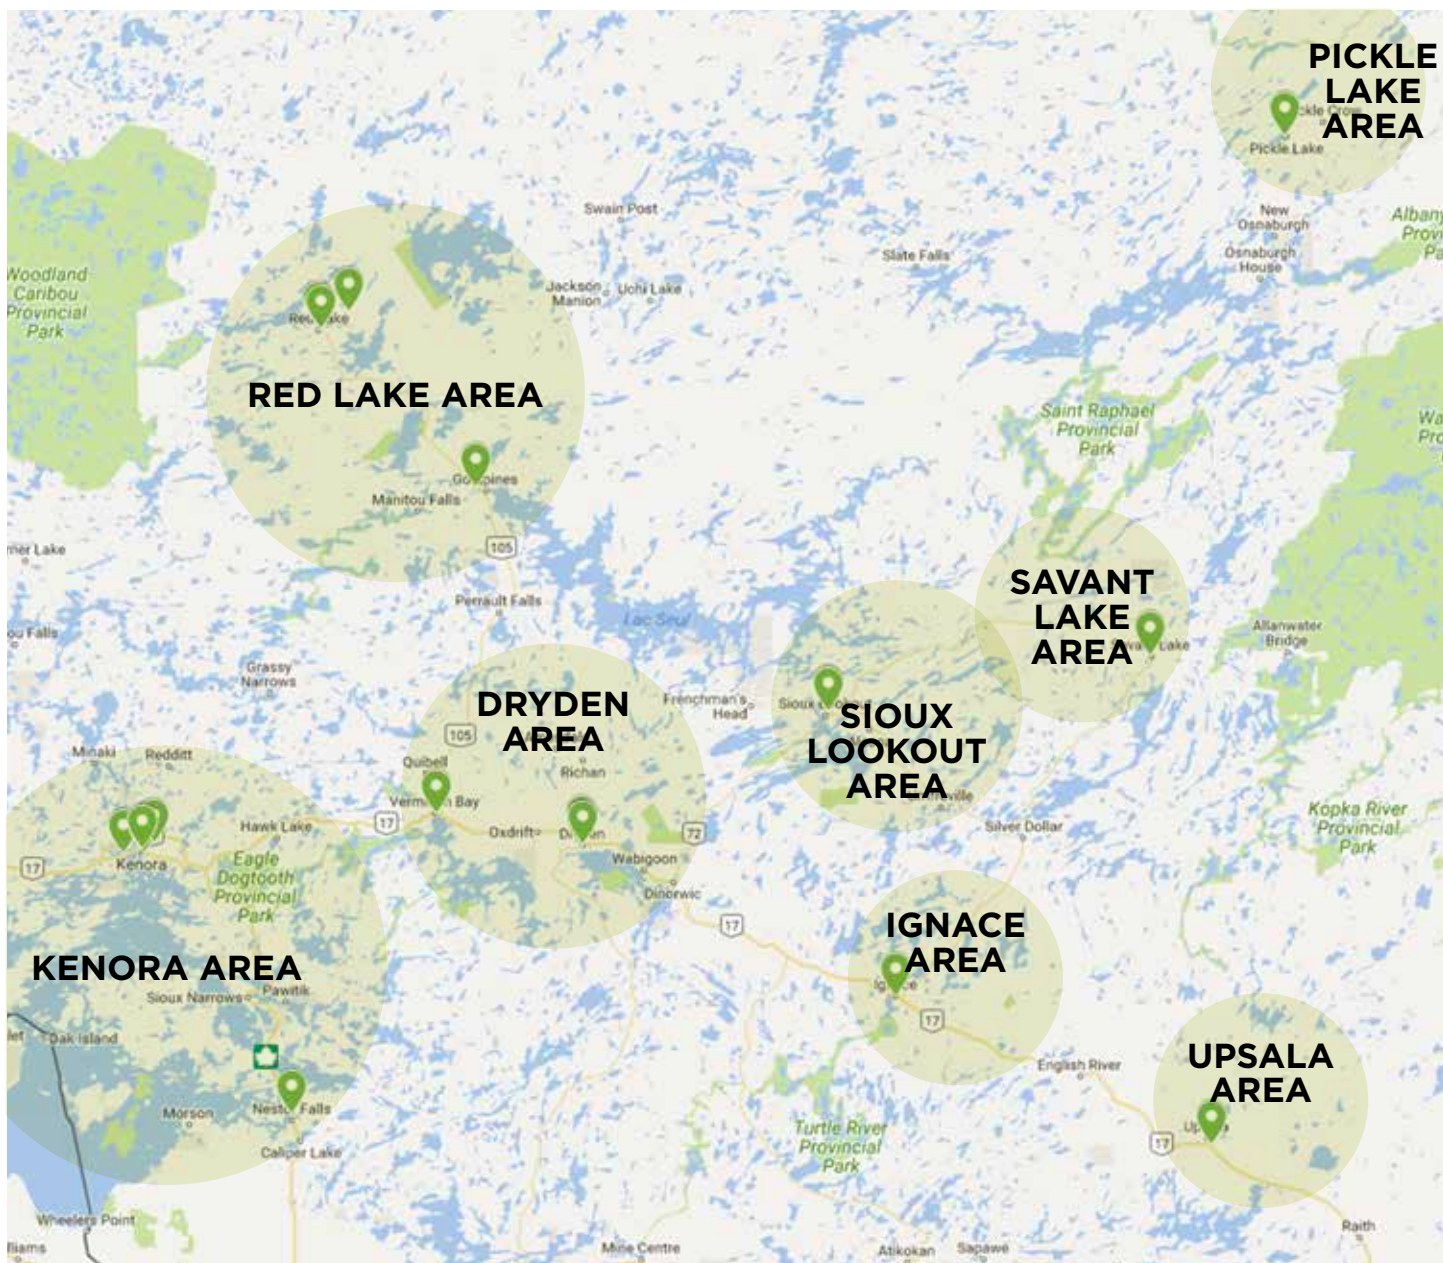 PICKLE
LAKE
AREA
Pickle Lake
Swain Post
New
Osnaburgh
Osnaburgh
House
Slate Falls
Woodland
Caribou
Provincial
Park
Jackson
Manion
Uchi Lake
RED LAKE AREA
Saint Raphael
Provincial
Park
Manitou Falls
105
SAVANT
LAKE
AREA
Perrault Falls
Lac Seul
Allanwater
Bridge
Grassy
Narrows
DRYDEN
AREA
Frenchman's
Head
SIOUX
LOOKOUT
AREA
105
Minaki
Redditt
Quibell
Richan
Hawk Lake
17
Oxdrift
72
Silver Dollar
Kopka River
Provincial
Park
17
Kenora
Eagle
Dogtooth
Provincial
Park
Wabigoon
Dinorwic
17
IGNACE
AREA
KENORA AREA
Sioux Narrows
Pawitik
17
Oak Island
English River
UPSALA
AREA
Morson
Caliper Lake
Turtle River
Provincial
Park
17
Wheelers Point
Raith
Mine Centre
Atikokan
Sapawe